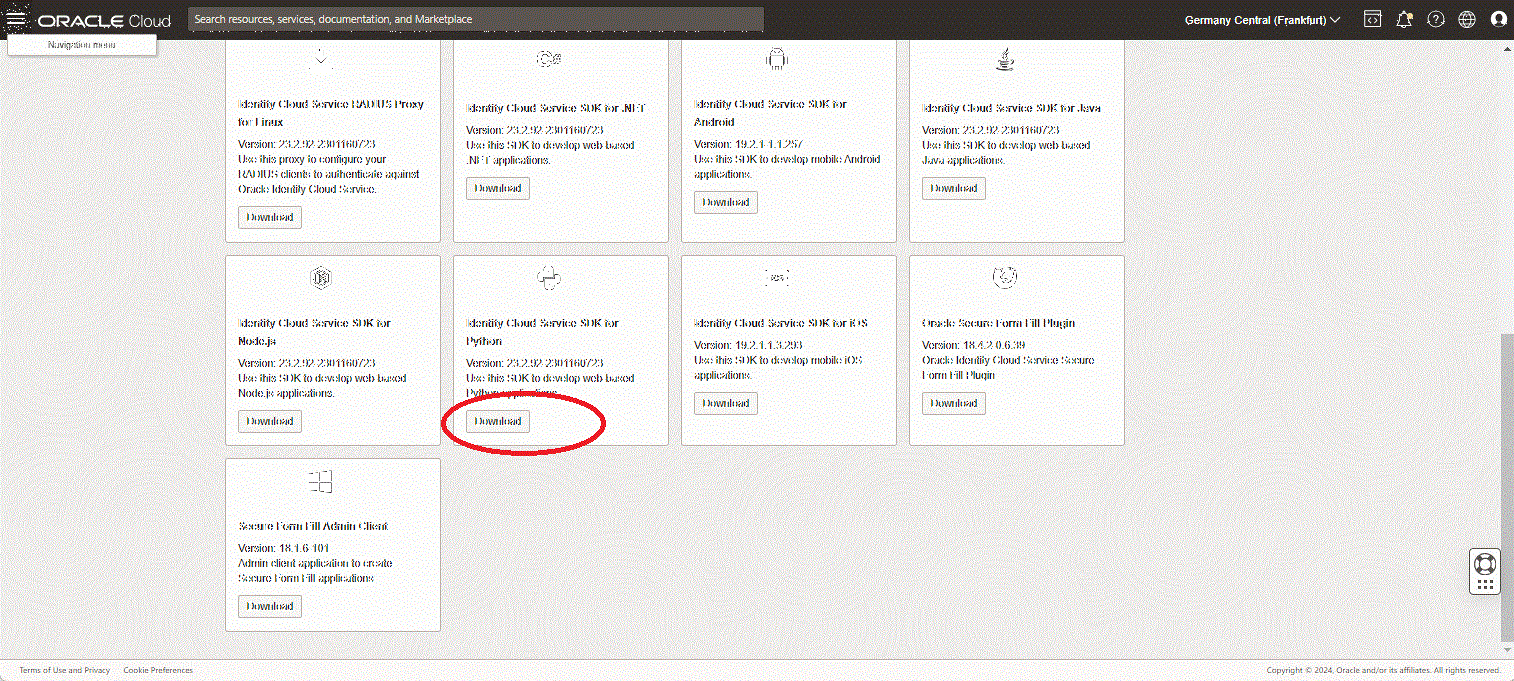 ORACLE Cloud
Search resources, services, documentation, and Marketplace
Germany Central (Frankfurt)
Navigation menu
Identity Cloud Service RADIUS Proxy
for Linux
Version: 23.2.92-2301160723
Use this proxy to configure your
RADIUS clients to authenticate against
Oracle Identity Cloud Service.
Download
Identity Cloud Service SDK for .NET
Version: 23.2.92-2301160723
Use this SDK to develop web-based
.NET applications.
Download
Identity Cloud Service SDK for
Android
Version: 19.2.1-1.1.257
Use this SDK to develop mobile Android
applications.
Download
Identity Cloud Service SDK for Java
Version: 23.2.92-2301160723
Use this SDK to develop web-based
Java applications.
Download
Identity Cloud Service SDK for
Node.js
Version: 23.2.92-2301160723
Use this SDK to develop web-based
Node.js applications.
Download
Identity Cloud Service SDK for
Python
Version: 23.2.92-2301160723
Use this SDK to develop web-based
Python applications.
Download
iOS
Identity Cloud Service SDK for iOS
Version: 19.2.1-1.3.293
Use this SDK to develop mobile iOS
applications.
Download
Oracle Secure Form Fill Plugin
Version: 18.4.2-0.6.39
Oracle Identity Cloud Service Secure
Form Fill Plugin
Download
Secure Form Fill Admin Client
Version: 18.1.6-101
Admin client application to create
Secure Form Fill applications
Download
Terms of Use and Privacy
Cookie Preferences
Copyright © 2024, Oracle and/or its affiliates. All rights reserved.